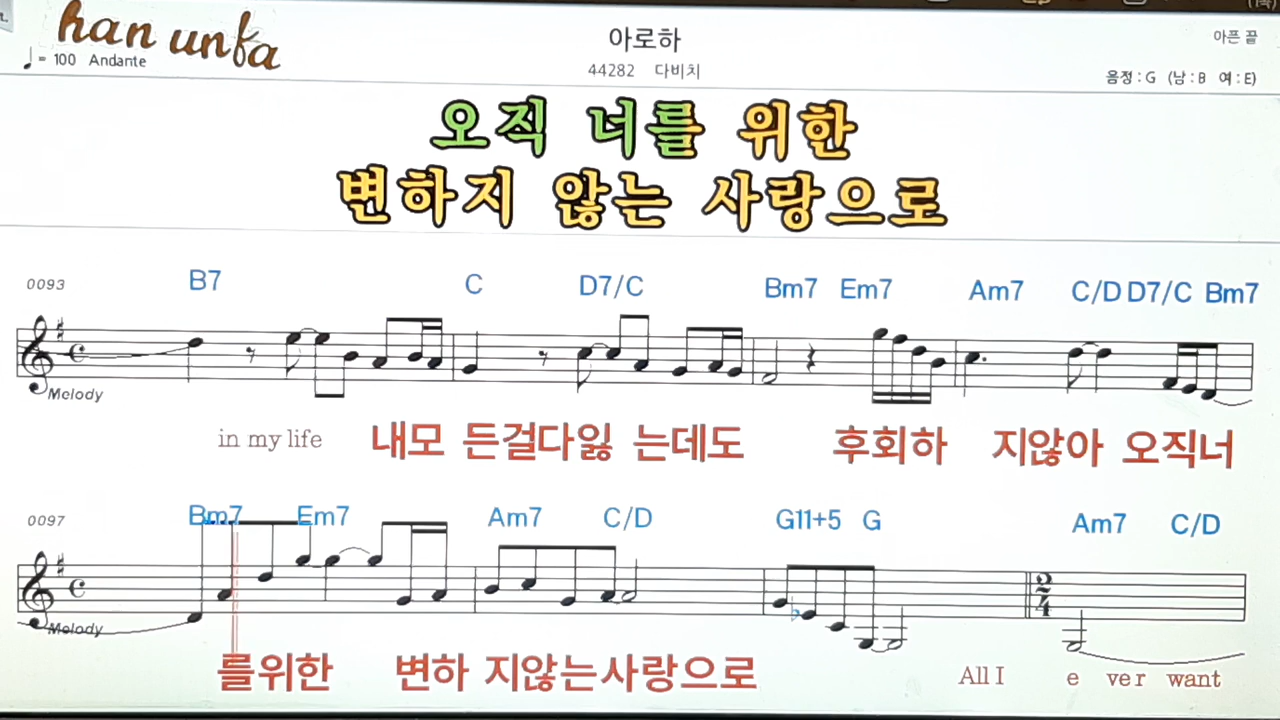 han unfa
♩= 100 Andante
아로하
44282 다비치
아픈 끝
음정 : G (남 : B 여 : E)
오직 너를 위한
변하지 않는 사랑으로
0093 B7 C D7/C Bm7 Em7 Am7 C/D D7/C Bm7
Melody
in my life 내모 든걸다잃 는데도 후회하 지않아 오직너
0097 Bm7 Em7 Am7 C/D G11+5 G Am7 C/D
2/4
Melody
를위한 변하 지않는사랑으로 All I e ver want